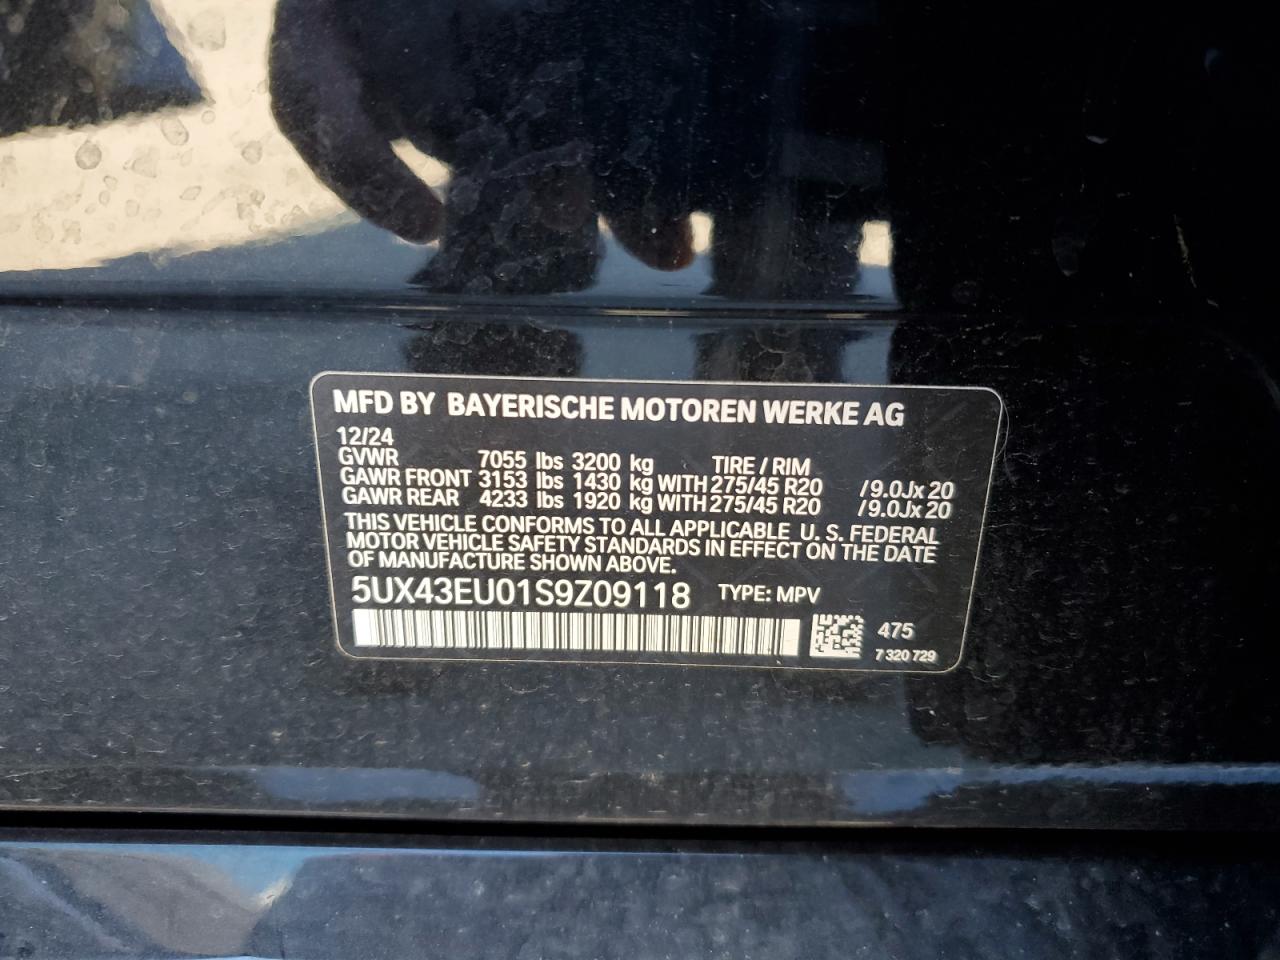 MFD BY BAYERISCHE MOTOREN WERKE AG
12/24
GVWR 7055 lbs 3200 kg TIRE / RIM
GAWR FRONT 3153 lbs 1430 kg WITH 275/45 R20 /9.0Jx 20
GAWR REAR 4233 lbs 1920 kg WITH 275/45 R20 /9.0Jx 20
THIS VEHICLE CONFORMS TO ALL APPLICABLE U. S. FEDERAL
MOTOR VEHICLE SAFETY STANDARDS IN EFFECT ON THE DATE
OF MANUFACTURE SHOWN ABOVE.
5UX43EU01S9Z09118 TYPE: MPV
475
7 320 729